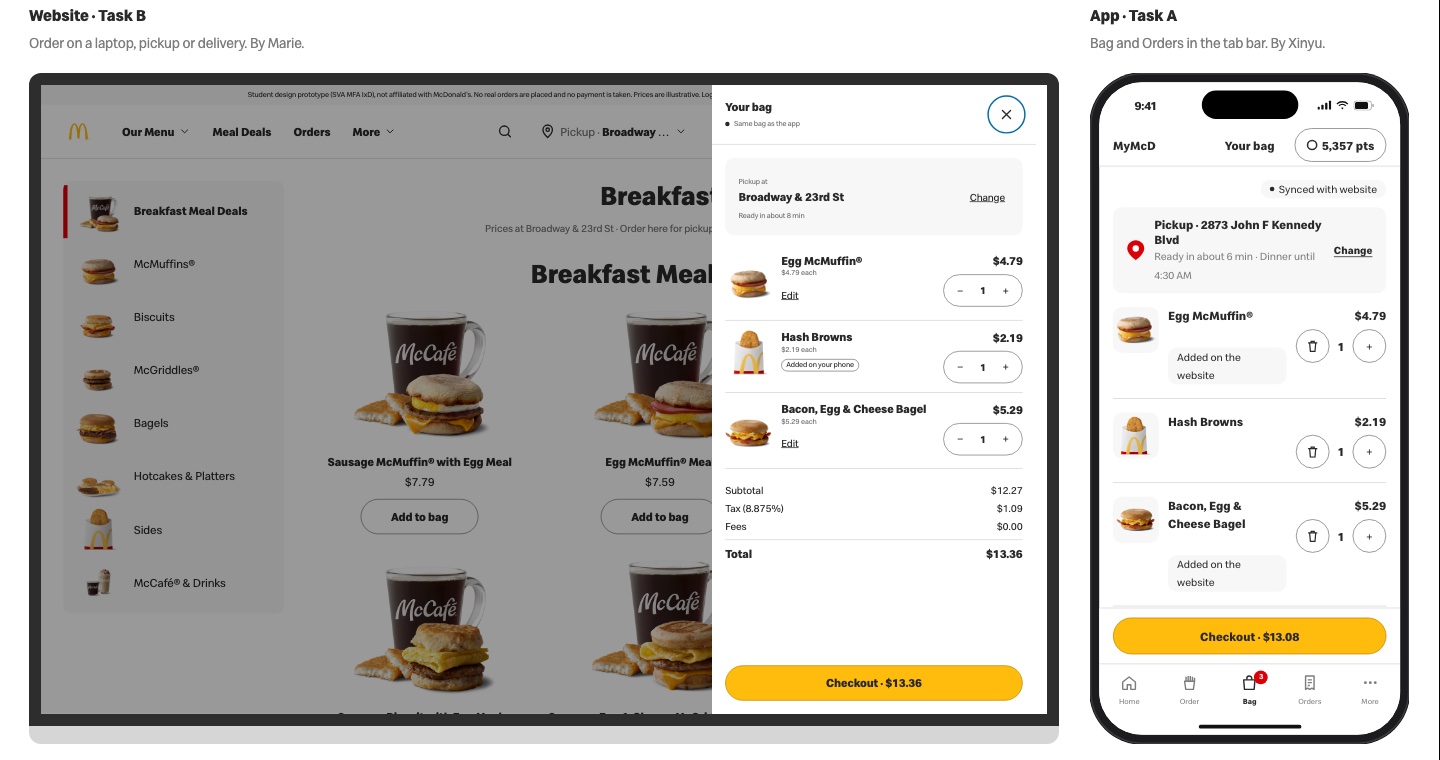 Website · Task B
Order on a laptop, pickup or delivery. By Marie.
Student design prototype (SVA MFA IxD), not affiliated with McDonald's. No real orders are placed and no payment is taken. Prices are illustrative. Log
Our Menu
Meal Deals
Orders
More
Pickup · Broadway ...
Breakfast Meal Deals
McMuffins®
Biscuits
McGriddles®
Bagels
Hotcakes & Platters
Sides
McCafé® & Drinks
Breakfast
Prices at Broadway & 23rd St · Order here for pickup
Breakfast Meal
McCafé
McCafé
Sausage McMuffin® with Egg Meal
$7.79
Add to bag
Egg McMuffin® Mea
$7.59
Add to bag
McCafé
McCafé
Your bag
Same bag as the app
Pickup at
Broadway & 23rd St
Ready in about 8 min
Change
Egg McMuffin®
$4.79
$4.79 each
Edit
− 1 +
Hash Browns
$2.19
$2.19 each
Added on your phone
− 1 +
Bacon, Egg & Cheese Bagel
$5.29
$5.29 each
Edit
− 1 +
Subtotal $12.27
Tax (8.875%) $1.09
Fees $0.00
Total $13.36
Checkout · $13.36
App · Task A
Bag and Orders in the tab bar. By Xinyu.
9:41
MyMcD
Your bag
5,357 pts
Synced with website
Pickup · 2873 John F Kennedy
Blvd
Ready in about 6 min · Dinner until
4:30 AM
Change
Egg McMuffin®
$4.79
Added on the
website
1 +
Hash Browns
$2.19
1 +
Bacon, Egg &
Cheese Bagel
$5.29
1 +
Added on the
website
Checkout · $13.08
3
Home
Order
Bag
Orders
More